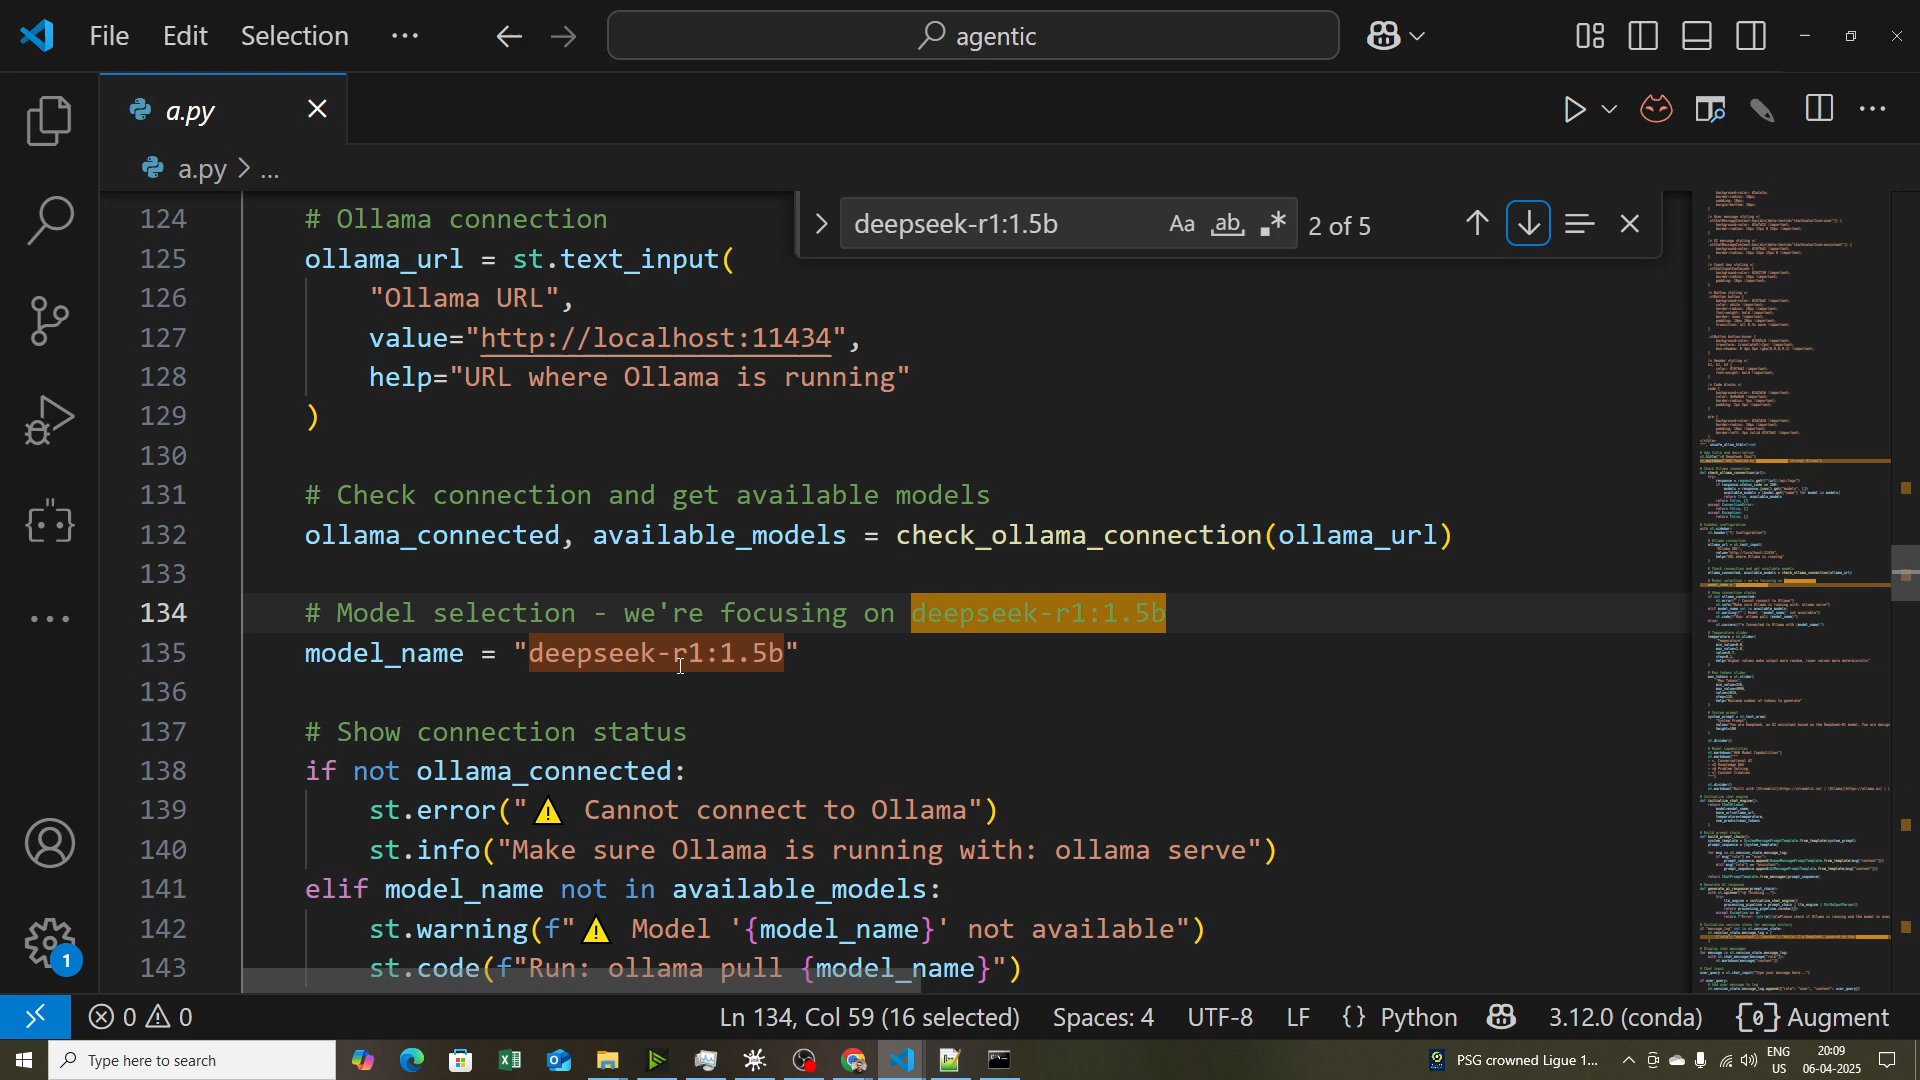 File Edit Selection ··· agentic
a.py
a.py > ...
deepseek-r1:1.5b Aa ab 2 of 5
124 # Ollama connection
125 ollama_url = st.text_input(
126 "Ollama URL",
127 value="http://localhost:11434",
128 help="URL where Ollama is running"
129 )
130
131 # Check connection and get available models
132 ollama_connected, available_models = check_ollama_connection(ollama_url)
133
134 # Model selection - we're focusing on deepseek-r1:1.5b
135 model_name = "deepseek-r1:1.5b"
136
137 # Show connection status
138 if not ollama_connected:
139 st.error("⚠️ Cannot connect to Ollama")
140 st.info("Make sure Ollama is running with: ollama serve")
141 elif model_name not in available_models:
142 st.warning(f"⚠️ Model '{model_name}' not available")
143 st.code(f"Run: ollama pull {model_name}")
1
0 0 Ln 134, Col 59 (16 selected) Spaces: 4 UTF-8 LF {} Python 3.12.0 (conda) Augment
Type here to search PSG crowned Ligue 1... ENG US 20:09 06-04-2025